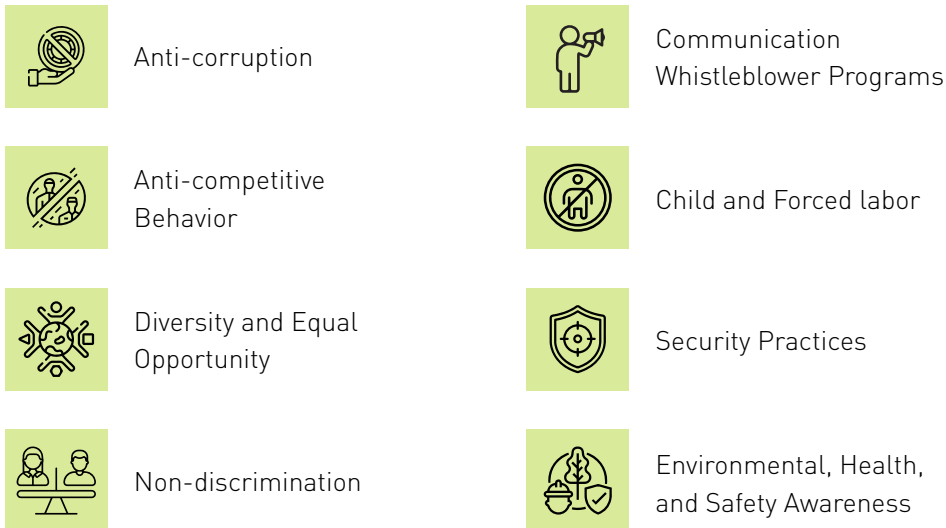 Anti-corruption
Anti-competitive
Behavior
Diversity and Equal
Opportunity
Non-discrimination
Communication
Whistleblower Programs
Child and Forced labor
Security Practices
Environmental, Health,
and Safety Awareness